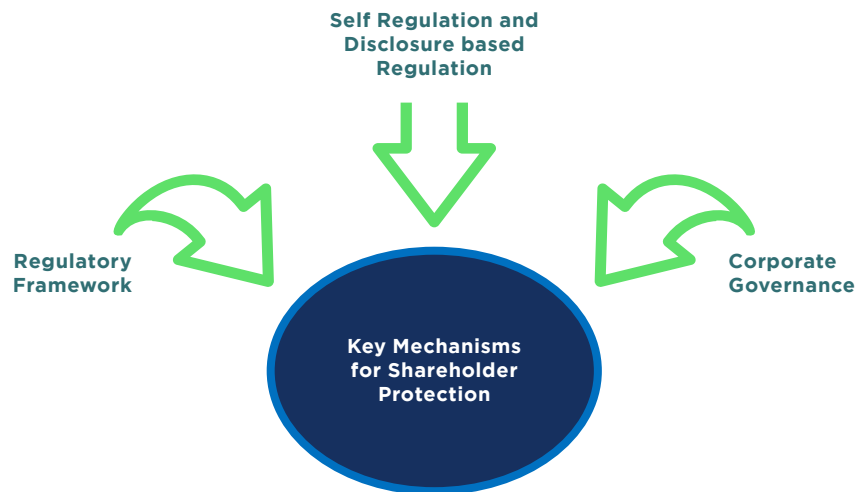 Self Regulation and
Disclosure based
Regulation
Regulatory
Framework
Corporate
Governance
Key Mechanisms
for Shareholder
Protection